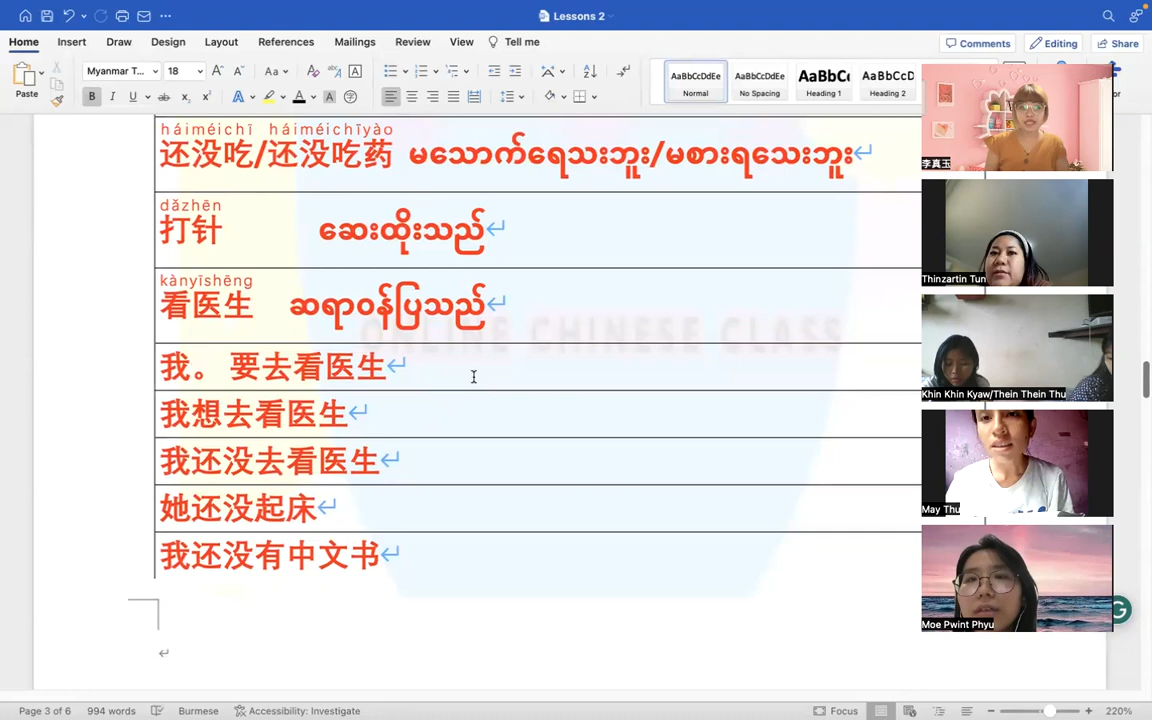 Lessons 2
Home Insert Draw Design Layout References Mailings Review View Tell me
Comments Editing Share
Paste
Myanmar T... 18
AaBbCcDdEe AaBbCcDdEe AaBbC( AaBbCcD
Normal No Spacing Heading 1 Heading 2
háiméichī háiméichīyào
还没吃/还没吃药 မသောက်ရေသးဘူး/မစားရသေးဘူး
dǎzhēn
打针 ဆေးထိုးသည်
kànyīshēng
看医生 ဆရာဝန်ပြသည်
ONLINE CHINESE CLASS
我。 要去看医生
我想去看医生
我还没去看医生
她还没起床
我还没有中文书
李真玉
Thinzartin Tun
Khin Khin Kyaw/Thein Thein Thu
May Thu
Moe Pwint Phyu
Page 3 of 6 994 words Burmese Accessibility: Investigate Focus 220%